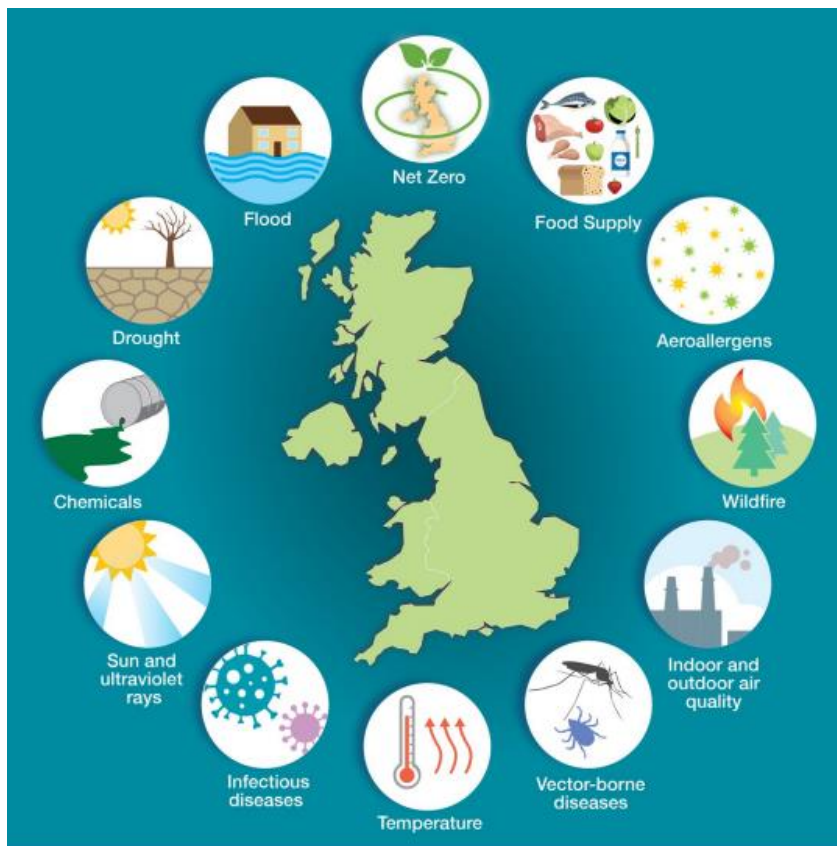 Net Zero
Food Supply
Aeroallergens
Wildfire
Indoor and
outdoor air
quality
Vector-borne
diseases
Temperature
Infectious
diseases
Sun and
ultraviolet
rays
Chemicals
Drought
Flood